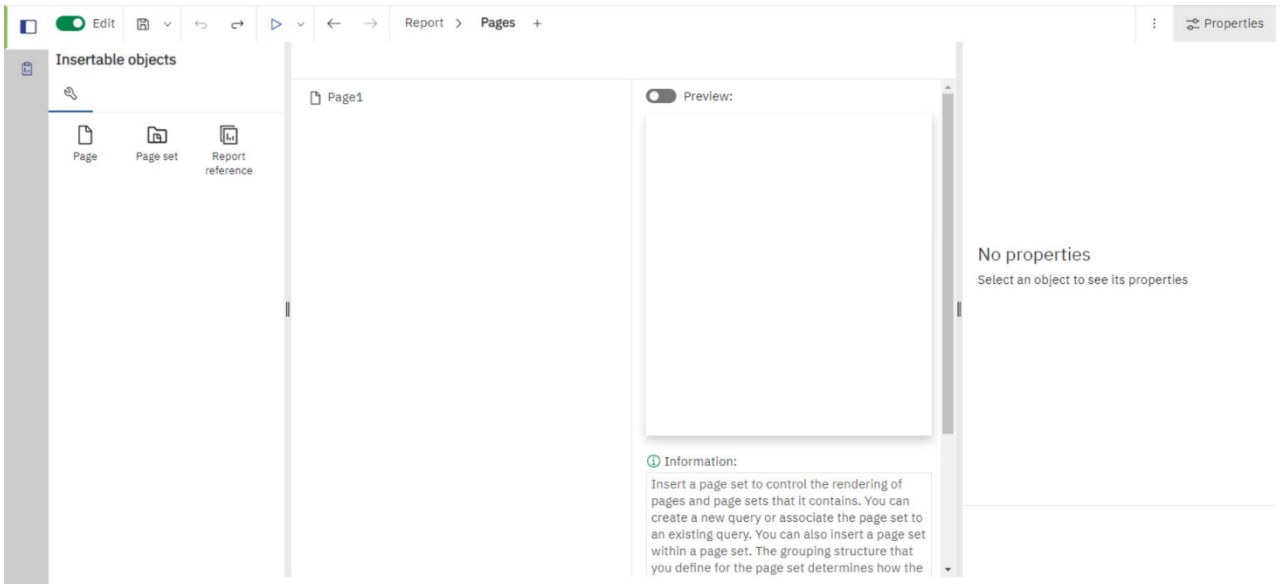 Edit
Report > Pages +
Properties
Insertable objects
Page
Page set
Report
reference
Page1
Preview:
Information:
Insert a page set to control the rendering of
pages and page sets that it contains. You can
create a new query or associate the page set to
an existing query. You can also insert a page set
within a page set. The grouping structure that
you define for the page set determines how the
No properties
Select an object to see its properties